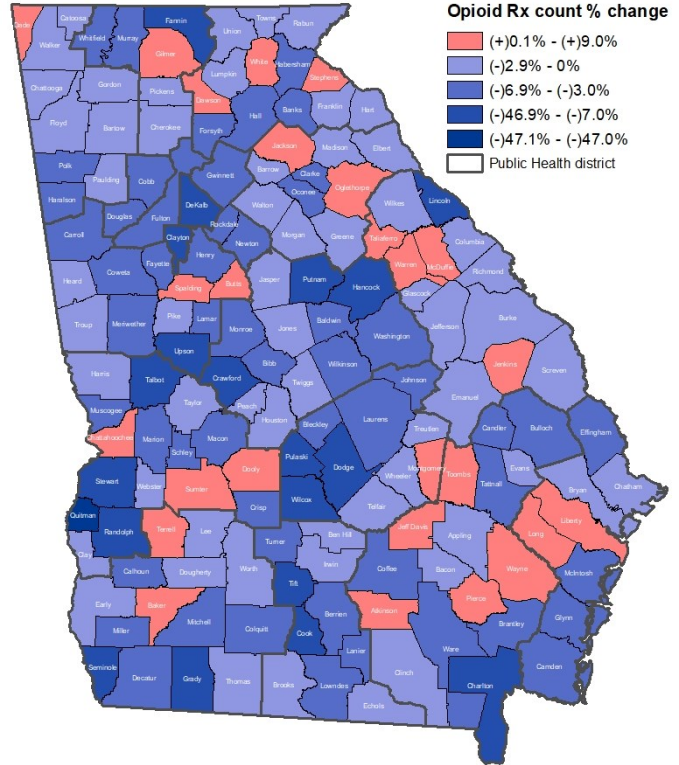 Opioid Rx count % change
(+)0.1% - (+)9.0%
(-)2.9% - 0%
(-)6.9% - (-)3.0%
(-)46.9% - (-)7.0%
(-)47.1% - (-)47.0%
Public Health district
Dade
Catoosa
Fannin
Towns
Rabun
Walker
Whitfield
Murray
Union
Gilmer
White
Habersham
Lumpkin
Stephens
Chattooga
Gordon
Pickens
Dawson
Hall
Banks
Franklin
Hart
Floyd
Bartow
Cherokee
Forsyth
Jackson
Madison
Elbert
Polk
Paulding
Cobb
Gwinnett
Barrow
Clarke
Oconee
Oglethorpe
Wilkes
Lincoln
Haralson
Douglas
Fulton
DeKalb
Rockdale
Walton
Carroll
Clayton
Henry
Newton
Morgan
Greene
Taliaferro
Columbia
Fayette
Warren
McDuffie
Richmond
Heard
Coweta
Spalding
Butts
Jasper
Putnam
Hancock
Glascock
Troup
Meriwether
Pike
Lamar
Monroe
Jones
Baldwin
Washington
Jefferson
Burke
Upson
Bibb
Wilkinson
Jenkins
Screven
Harris
Talbot
Crawford
Twiggs
Johnson
Emanuel
Muscogee
Taylor
Peach
Houston
Bleckley
Laurens
Treutlen
Candler
Bulloch
Effingham
Chattahoochee
Marion
Schley
Macon
Pulaski
Dodge
Montgomery
Toombs
Tattnall
Evans
Bryan
Chatham
Stewart
Webster
Sumter
Dooly
Wilcox
Wheeler
Telfair
Quitman
Randolph
Terrell
Lee
Crisp
Jeff Davis
Appling
Long
Liberty
Clay
Turner
Ben Hill
Irwin
Coffee
Bacon
Wayne
McIntosh
Calhoun
Dougherty
Worth
Tift
Early
Baker
Mitchell
Colquitt
Berrien
Atkinson
Pierce
Glynn
Miller
Cook
Lanier
Ware
Brantley
Seminole
Decatur
Grady
Thomas
Brooks
Lowndes
Clinch
Echols
Charlton
Camden